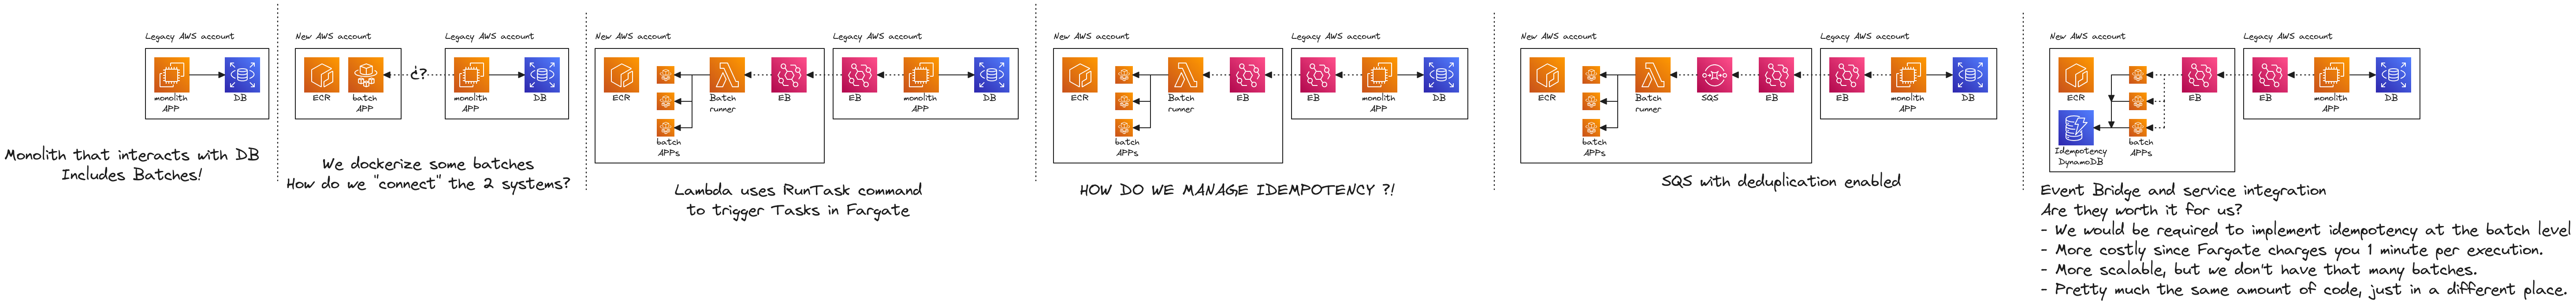 Legacy AWS account
monolith
APP
DB
Monolith that interacts with DB
Includes Batches!
New AWS account
Legacy AWS account
ECR
batch
APP
¿?
monolith
APP
DB
We dockerize some batches
How do we "connect" the 2 systems?
New AWS account
Legacy AWS account
ECR
Batch
runner
EB
EB
monolith
APP
DB
batch
APPs
Lambda uses RunTask command
to trigger Tasks in Fargate
New AWS account
Legacy AWS account
ECR
Batch
runner
EB
EB
monolith
APP
DB
batch
APPs
HOW DO WE MANAGE IDEMPOTENCY ?!
New AWS account
Legacy AWS account
ECR
Batch
runner
SQS
EB
EB
monolith
APP
DB
batch
APPs
SQS with deduplication enabled
New AWS account
Legacy AWS account
ECR
EB
EB
monolith
APP
DB
Idempotency
DynamoDB
batch
APPs
Event Bridge and service integration
Are they worth it for us?
- We would be required to implement idempotency at the batch level
- More costly since Fargate charges you 1 minute per execution.
- More scalable, but we don't have that many batches.
- Pretty much the same amount of code, just in a different place.